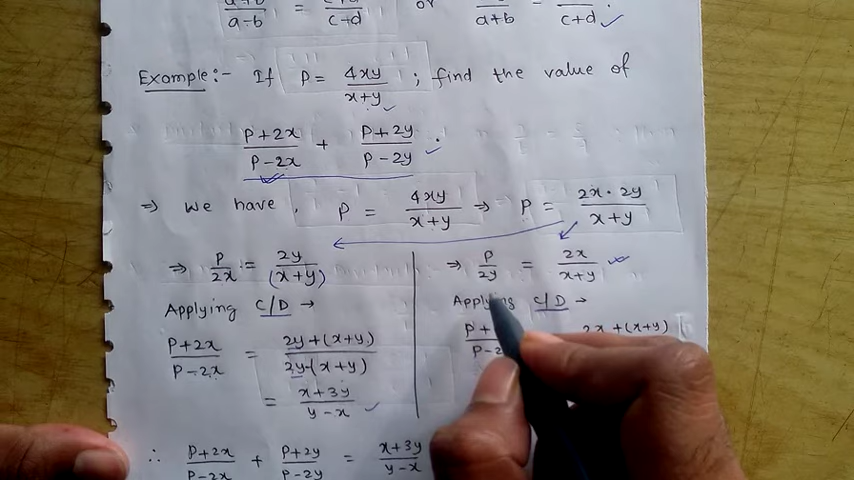 a-b = c+d or a+b = c+d.
Example:- If P = 4xy/x+y ; find the value of
P+2x/P-2x + P+2y/P-2y .
⇒ We have, P = 4xy/x+y ⇒ P = 2x·2y/x+y
⇒ P/2x = 2y/(x+y)
Applying C/D →
P+2x/P-2x = 2y+(x+y)/2y-(x+y)
= x+3y/y-x
⇒ P/2y = 2x/x+y
Applying C/D →
P+ P-2 2x+(x+y)
∴ P+2x/P-2x + P+2y/P-2y = x+3y/y-x